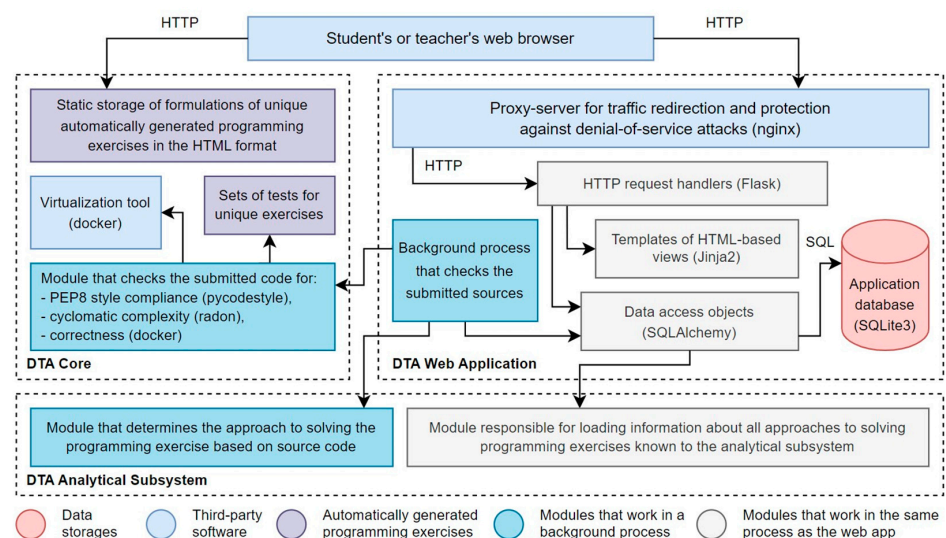 HTTP
Student's or teacher's web browser
HTTP
Static storage of formulations of unique
automatically generated programming
exercises in the HTML format
Virtualization tool
(docker)
Sets of tests for
unique exercises
Module that checks the submitted code for:
- PEP8 style compliance (pycodestyle),
- cyclomatic complexity (radon),
- correctness (docker)
DTA Core
Proxy-server for traffic redirection and protection
against denial-of-service attacks (nginx)
HTTP
HTTP request handlers (Flask)
Background process
that checks the
submitted sources
Templates of HTML-based
views (Jinja2)
SQL
Data access objects
(SQLAlchemy)
Application
database
(SQLite3)
DTA Web Application
Module that determines the approach to solving the
programming exercise based on source code
Module responsible for loading information about all approaches to solving
programming exercises known to the analytical subsystem
DTA Analytical Subsystem
Data
storages
Third-party
software
Automatically generated
programming exercises
Modules that work in a
background process
Modules that work in the same
process as the web app